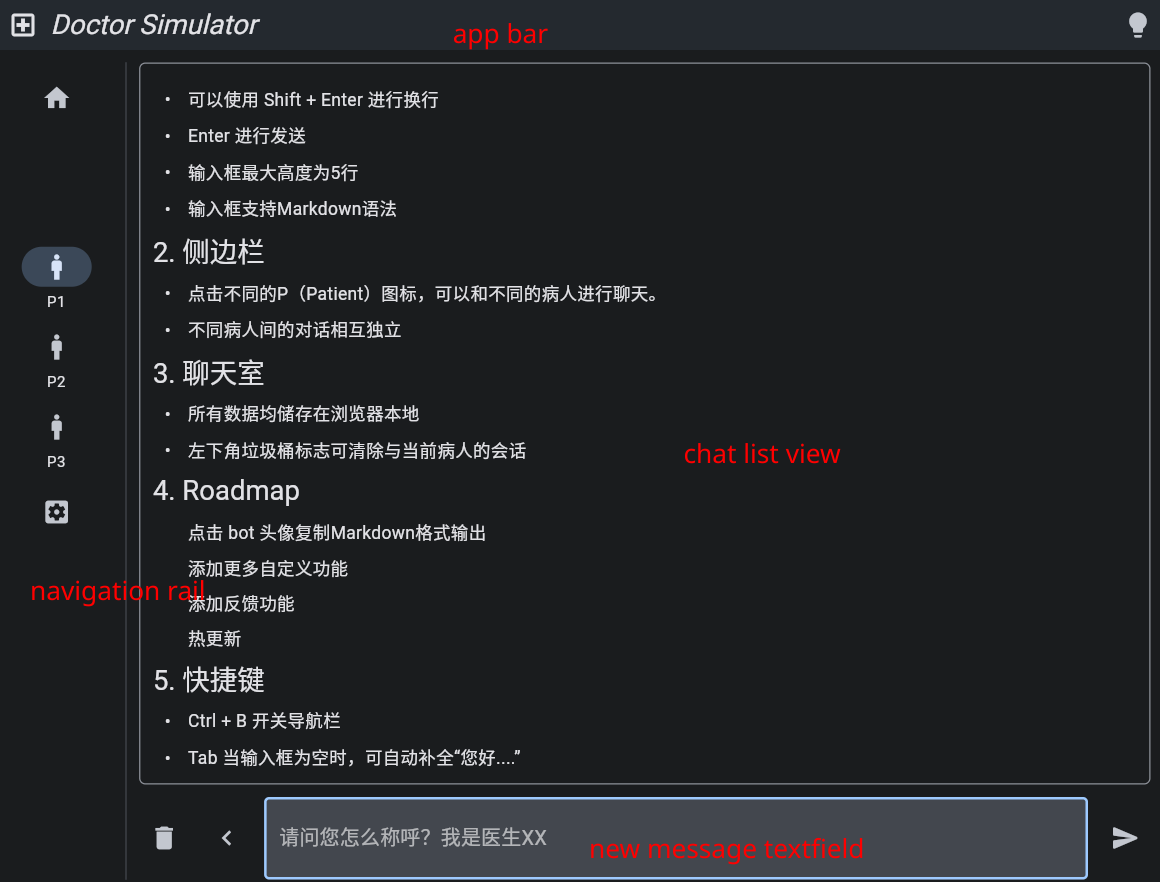 Doctor Simulator
app bar
• 可以使用 Shift + Enter 进行换行
• Enter 进行发送
• 输入框最大高度为5行
• 输入框支持Markdown语法
2. 侧边栏
• 点击不同的P（Patient）图标，可以和不同的病人进行聊天。
P1
• 不同病人间的对话相互独立
3. 聊天室
P2
• 所有数据均储存在浏览器本地
• 左下角垃圾桶标志可清除与当前病人的会话
chat list view
P3
4. Roadmap
点击 bot 头像复制Markdown格式输出
添加更多自定义功能
navigation rail
添加反馈功能
热更新
5. 快捷键
• Ctrl + B 开关导航栏
• Tab 当输入框为空时，可自动补全“您好....”
请问您怎么称呼？我是医生XX
new message textfield